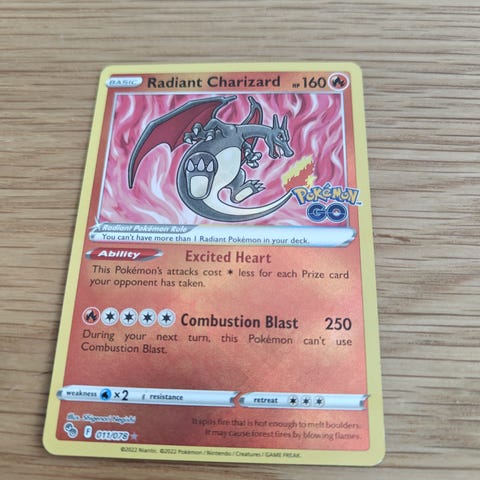 BASIC Radiant Charizard HP 160
Pokémon
GO
Radiant Pokémon Rule
You can't have more than 1 Radiant Pokémon in your deck.
Ability Excited Heart
This Pokémon's attacks cost less for each Prize card
your opponent has taken.
Combustion Blast 250
During your next turn, this Pokémon can't use
Combustion Blast.
weakness ×2 resistance retreat
Illus. Shigenori Negishi
F 011/078
It spits fire that is hot enough to melt boulders.
It may cause forest fires by blowing flames.
©2022 Niantic. ©2022 Pokémon / Nintendo / Creatures / GAME FREAK.